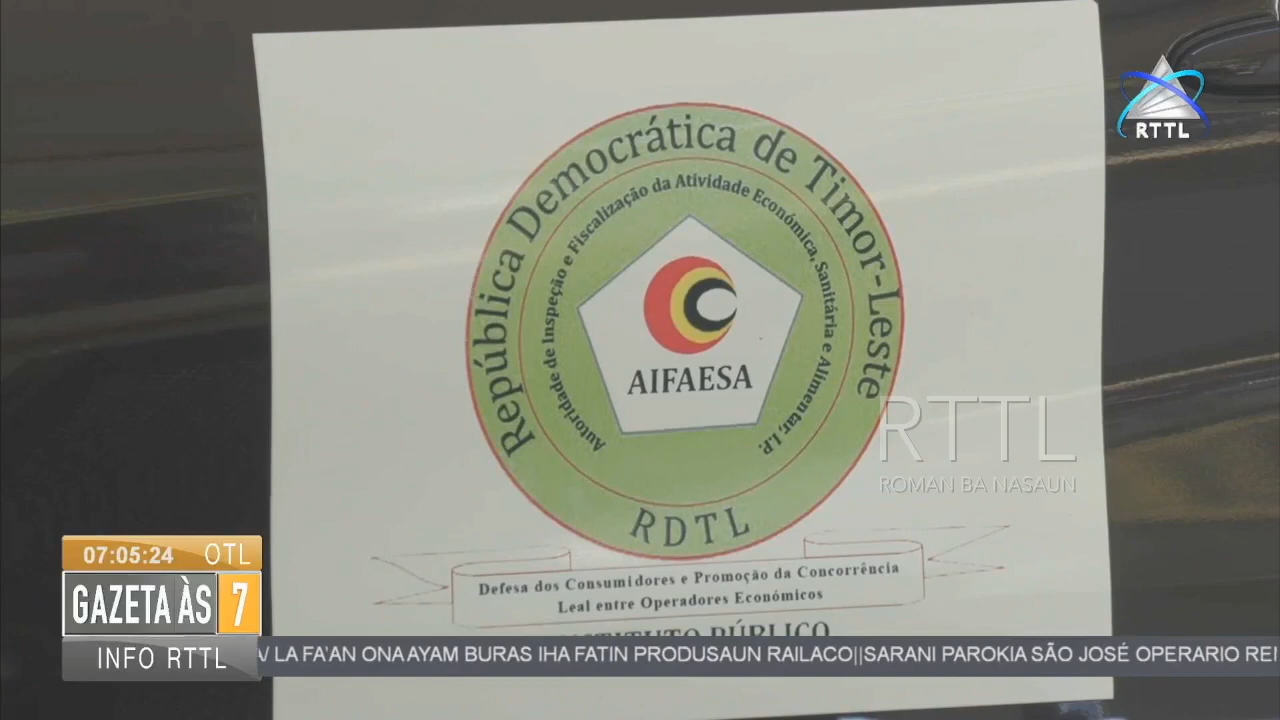 RTTL
República Democrática de Timor-Leste
Autoridade de Inspeção e Fiscalização da Atividade Económica, Sanitária e Alimentar, I.P.
AIFAESA
RTTL
ROMAN BA NASAUN
RDTL
Defesa dos Consumidores e Promoção da Concorrência
Leal entre Operadores Económicos
PÚBLICO
07:05:24 OTL
GAZETA ÀS 7
INFO RTTL
LA FA'AN ONA AYAM BURAS IHA FATIN PRODUSAUN RAILACO||SARANI PAROKIA SÃO JOSÉ OPERARIO